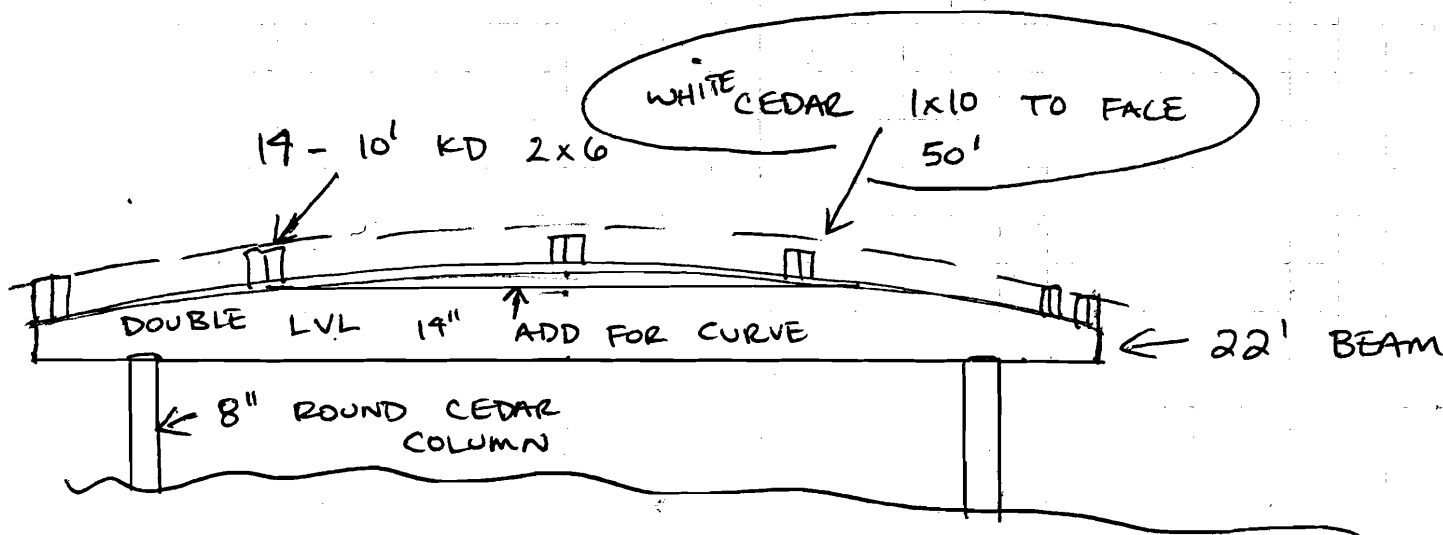 WHITE CEDAR 1x10 TO FACE
50'
14 - 10' KD 2x6
DOUBLE LVL 14" ADD FOR CURVE
22' BEAM
8" ROUND CEDAR
COLUMN